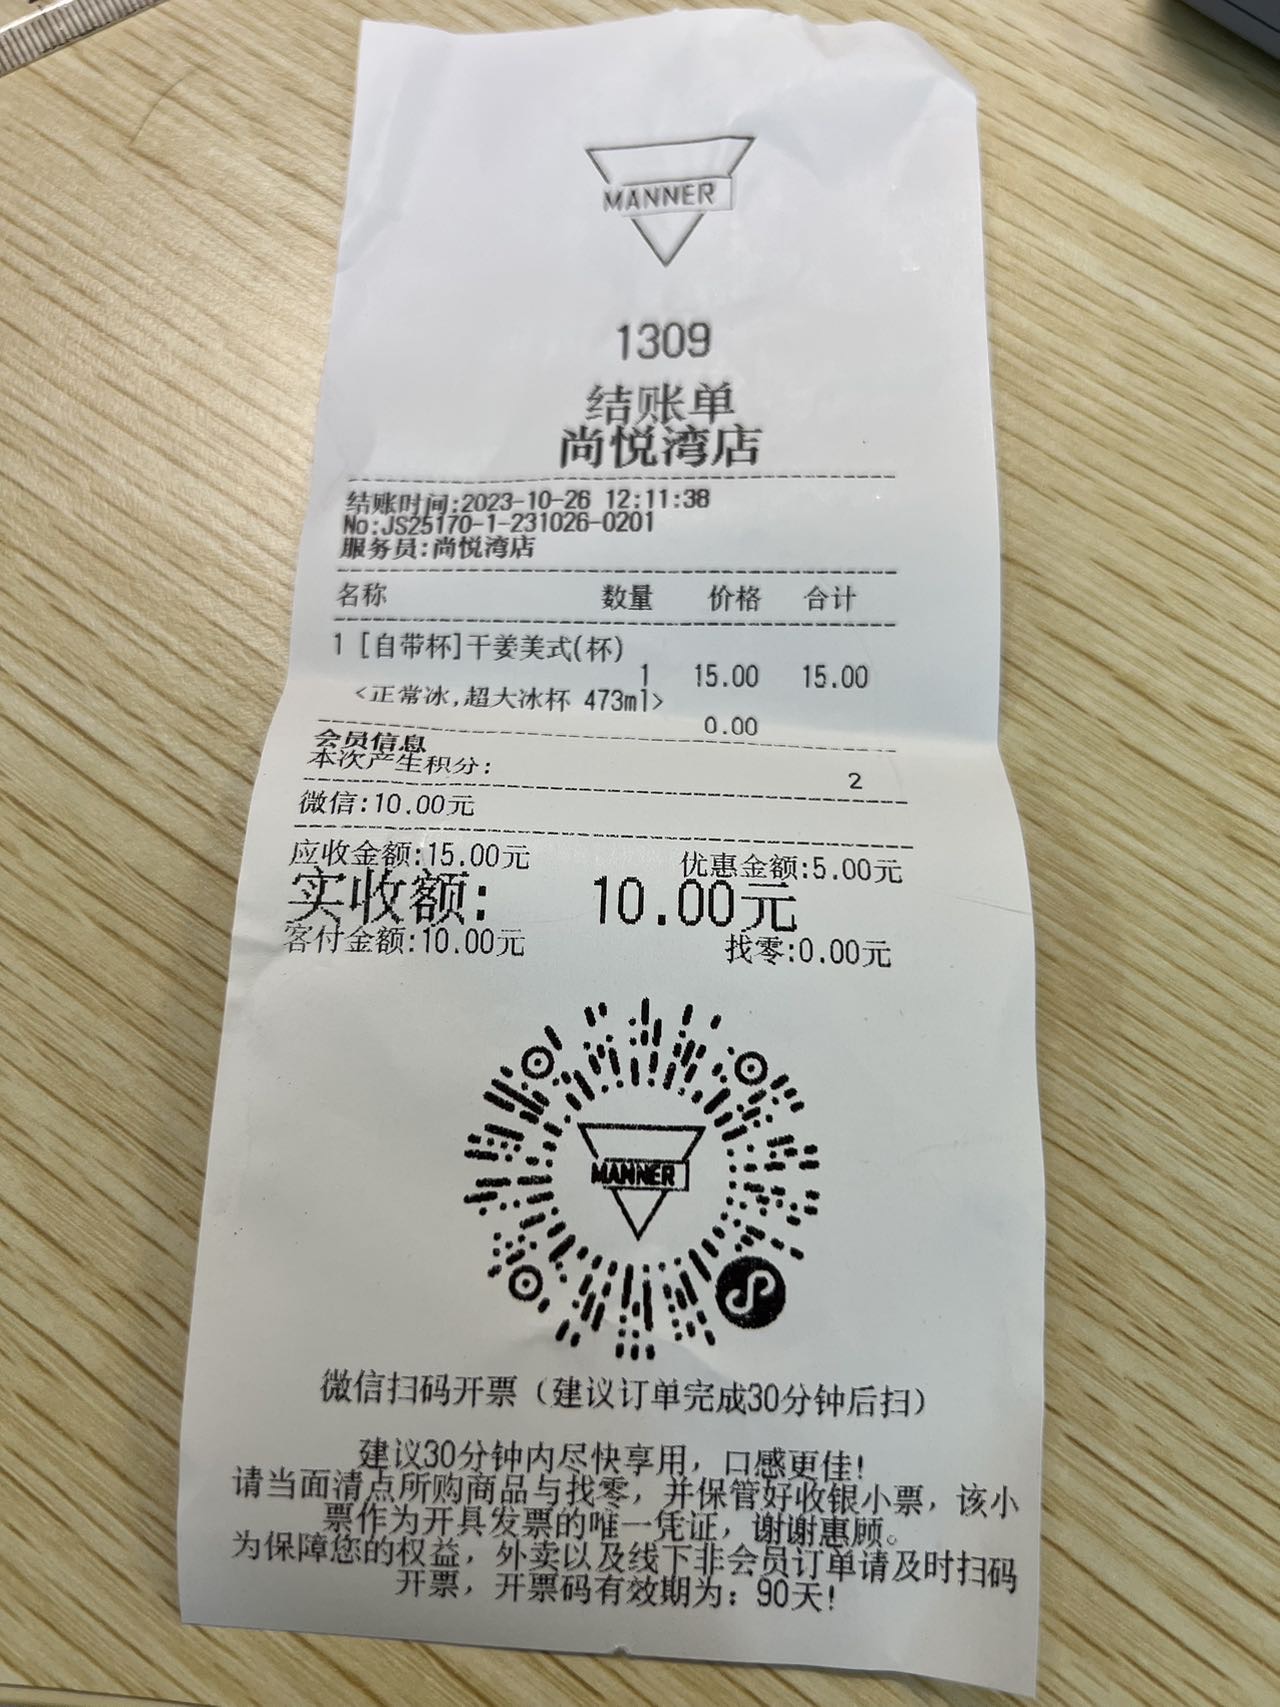 MANNER
1309
结账单
尚悦湾店
结账时间:2023-10-26 12:11:38
No:JS25170-1-231026-0201
服务员:尚悦湾店
名称 数量 价格 合计
1 [自带杯]干姜美式(杯)
1 15.00 15.00
<正常冰,超大冰杯 473ml>
0.00
会员信息
本次产生积分: 2
微信:10.00元
应收金额:15.00元 优惠金额:5.00元
实收额: 10.00元
客付金额:10.00元 找零:0.00元
MANNER
微信扫码开票（建议订单完成30分钟后扫）
建议30分钟内尽快享用，口感更佳!
请当面清点所购商品与找零，并保管好收银小票，该小
票作为开具发票的唯一凭证，谢谢惠顾。
为保障您的权益，外卖以及线下非会员订单请及时扫码
开票，开票码有效期为：90天!